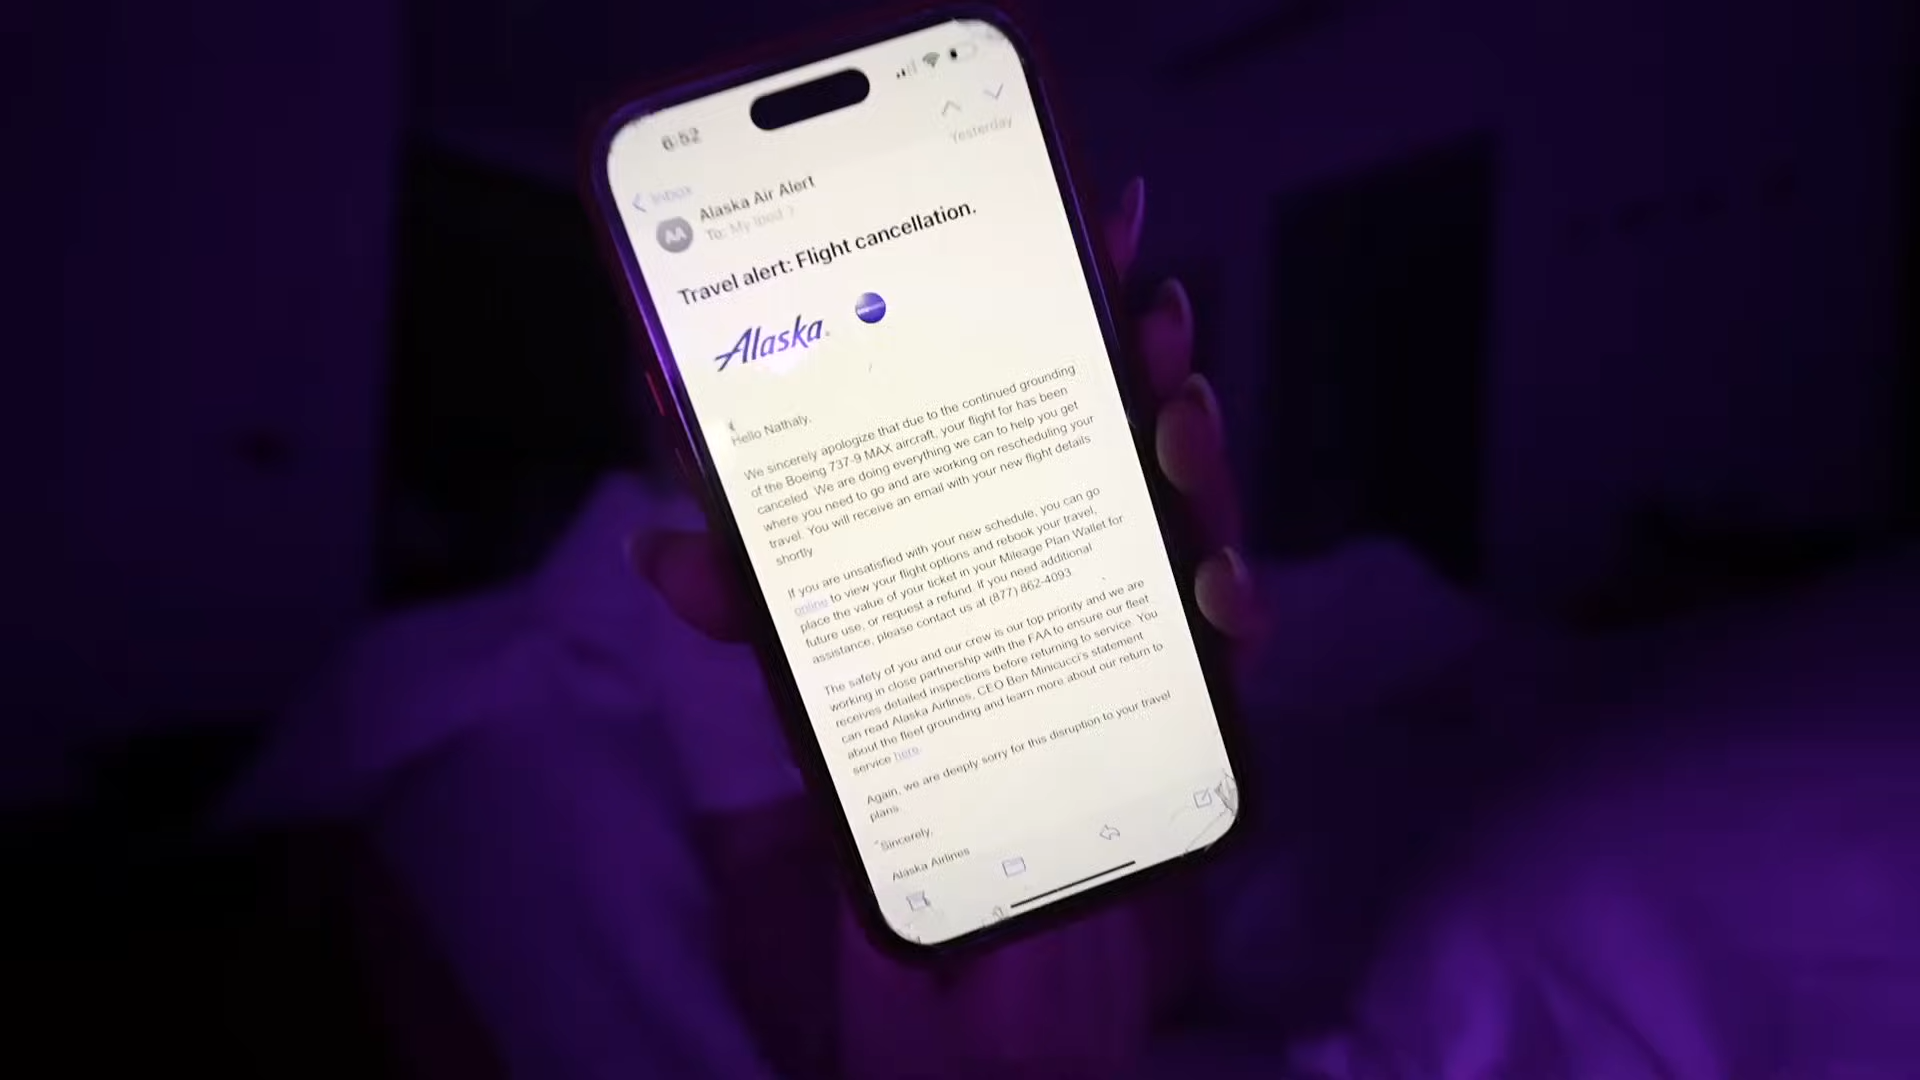 6:52
Yesterday
Inbox
AA
Alaska Air Alert
To: My Ipod 7
Travel alert: Flight cancellation.
Alaska
Hello Nathaly,
We sincerely apologize that due to the continued grounding
of the Boeing 737-9 MAX aircraft, your flight for has been
canceled. We are doing everything we can to help you get
where you need to go and are working on rescheduling your
travel. You will receive an email with your new flight details
shortly
If you are unsatisfied with your new schedule, you can go
online to view your flight options and rebook your travel,
place the value of your ticket in your Mileage Plan Wallet for
future use, or request a refund. If you need additional
assistance, please contact us at (877) 862-4093
The safety of you and our crew is our top priority and we are
working in close partnership with the FAA to ensure our fleet
receives detailed inspections before returning to service. You
can read Alaska Airlines, CEO Ben Minicucci's statement
about the fleet grounding and learn more about our return to
service here.
Again, we are deeply sorry for this disruption to your travel
plans.
Sincerely,
Alaska Airlines